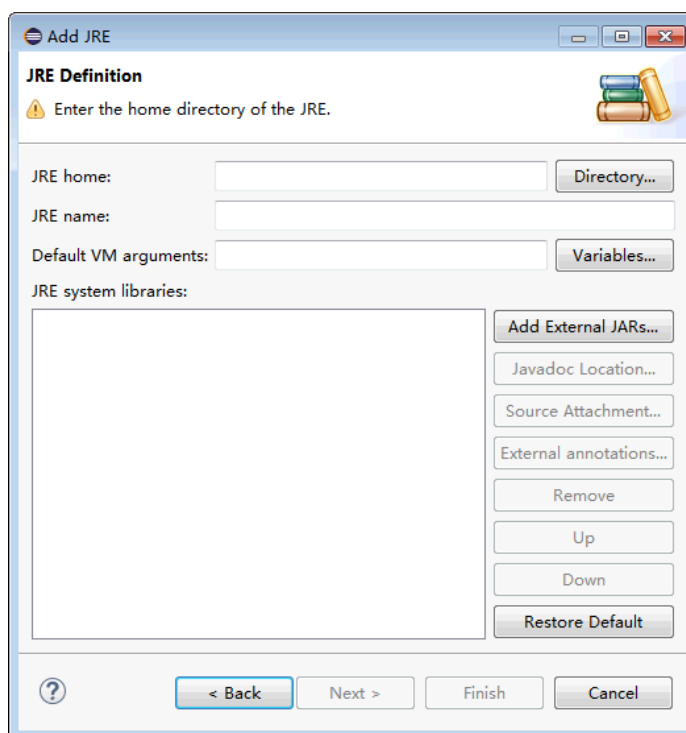 Add JRE
JRE Definition
Enter the home directory of the JRE.
JRE home:
Directory...
JRE name:
Default VM arguments:
Variables...
JRE system libraries:
Add External JARs...
Javadoc Location...
Source Attachment...
External annotations...
Remove
Up
Down
Restore Default
?
< Back
Next >
Finish
Cancel